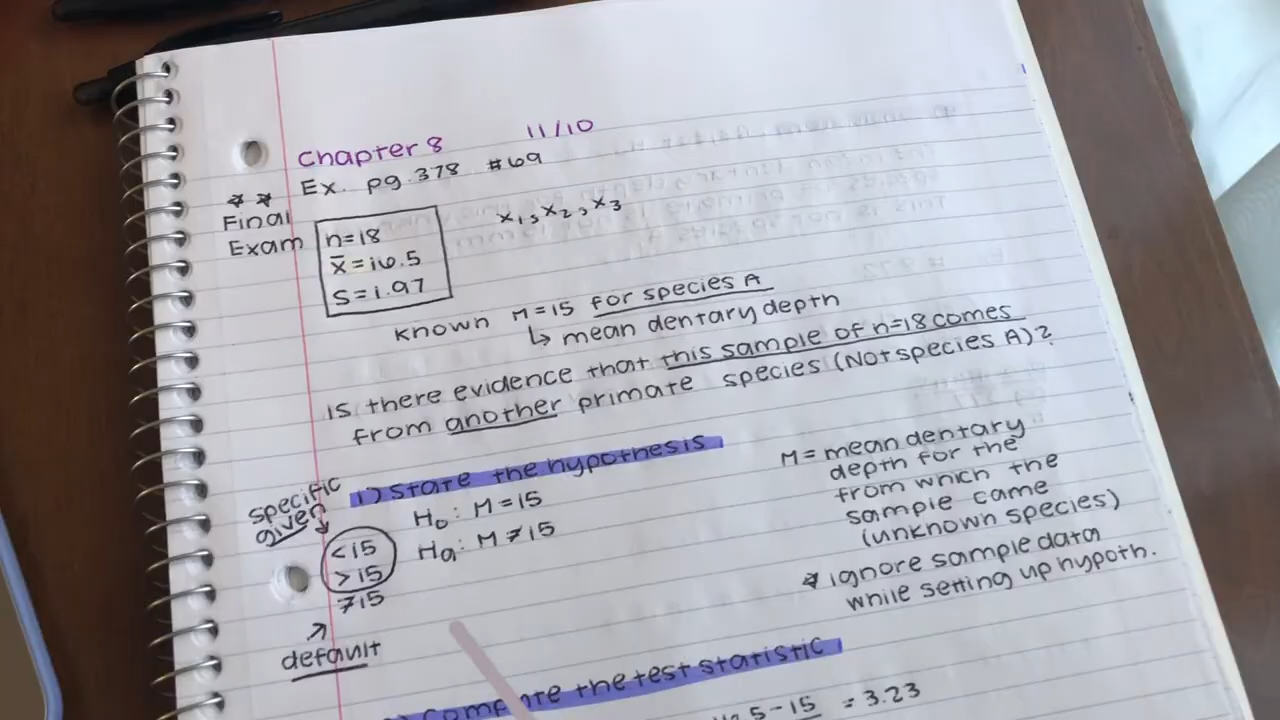 Chapter 8 11/10
Ex. pg. 378 #69
** Final Exam
n=18
x̄=16.5
s=1.97
x₁, x₂, x₃
known M=15 for species A
↳ mean dentary depth
is there evidence that this sample of n=18 comes
from another primate species (Not species A)?
1) State the hypothesis
H₀: M=15
Hₐ: M≠15
specific given
<15
>15
≠15
default
M= mean dentary
depth for the
from which the
sample came
(unknown species)
* ignore sample data
while setting up hypoth.
the test statistic
5-15 = 3.23